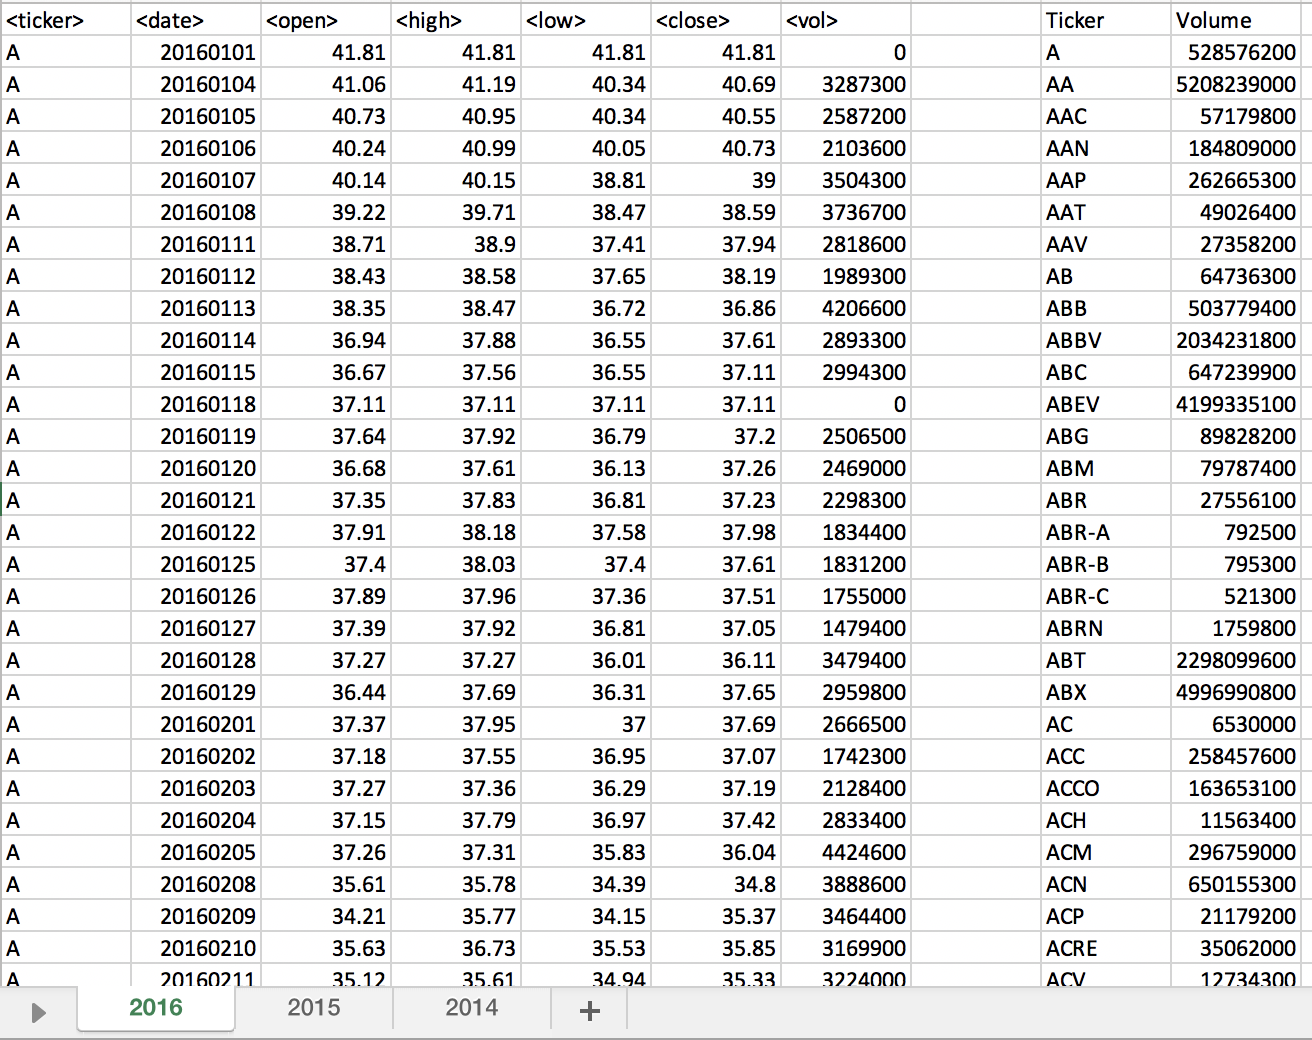 <ticker> <date> <open> <high> <low> <close> <vol> Ticker Volume
A 20160101 41.81 41.81 41.81 41.81 0 A 528576200
A 20160104 41.06 41.19 40.34 40.69 3287300 AA 5208239000
A 20160105 40.73 40.95 40.34 40.55 2587200 AAC 57179800
A 20160106 40.24 40.99 40.05 40.73 2103600 AAN 184809000
A 20160107 40.14 40.15 38.81 39 3504300 AAP 262665300
A 20160108 39.22 39.71 38.47 38.59 3736700 AAT 49026400
A 20160111 38.71 38.9 37.41 37.94 2818600 AAV 27358200
A 20160112 38.43 38.58 37.65 38.19 1989300 AB 64736300
A 20160113 38.35 38.47 36.72 36.86 4206600 ABB 503779400
A 20160114 36.94 37.88 36.55 37.61 2893300 ABBV 2034231800
A 20160115 36.67 37.56 36.55 37.11 2994300 ABC 647239900
A 20160118 37.11 37.11 37.11 37.11 0 ABEV 4199335100
A 20160119 37.64 37.92 36.79 37.2 2506500 ABG 89828200
A 20160120 36.68 37.61 36.13 37.26 2469000 ABM 79787400
A 20160121 37.35 37.83 36.81 37.23 2298300 ABR 27556100
A 20160122 37.91 38.18 37.58 37.98 1834400 ABR-A 792500
A 20160125 37.4 38.03 37.4 37.61 1831200 ABR-B 795300
A 20160126 37.89 37.96 37.36 37.51 1755000 ABR-C 521300
A 20160127 37.39 37.92 36.81 37.05 1479400 ABRN 1759800
A 20160128 37.27 37.27 36.01 36.11 3479400 ABT 2298099600
A 20160129 36.44 37.69 36.31 37.65 2959800 ABX 4996990800
A 20160201 37.37 37.95 37 37.69 2666500 AC 6530000
A 20160202 37.18 37.55 36.95 37.07 1742300 ACC 258457600
A 20160203 37.27 37.36 36.29 37.19 2128400 ACCO 163653100
A 20160204 37.15 37.79 36.97 37.42 2833400 ACH 11563400
A 20160205 37.26 37.31 35.83 36.04 4424600 ACM 296759000
A 20160208 35.61 35.78 34.39 34.8 3888600 ACN 650155300
A 20160209 34.21 35.77 34.15 35.37 3464400 ACP 21179200
A 20160210 35.63 36.73 35.53 35.85 3169900 ACRE 35062000
A 20160211 35.12 35.61 34.94 35.33 3224000 ACV 12734300
2016 2015 2014 +